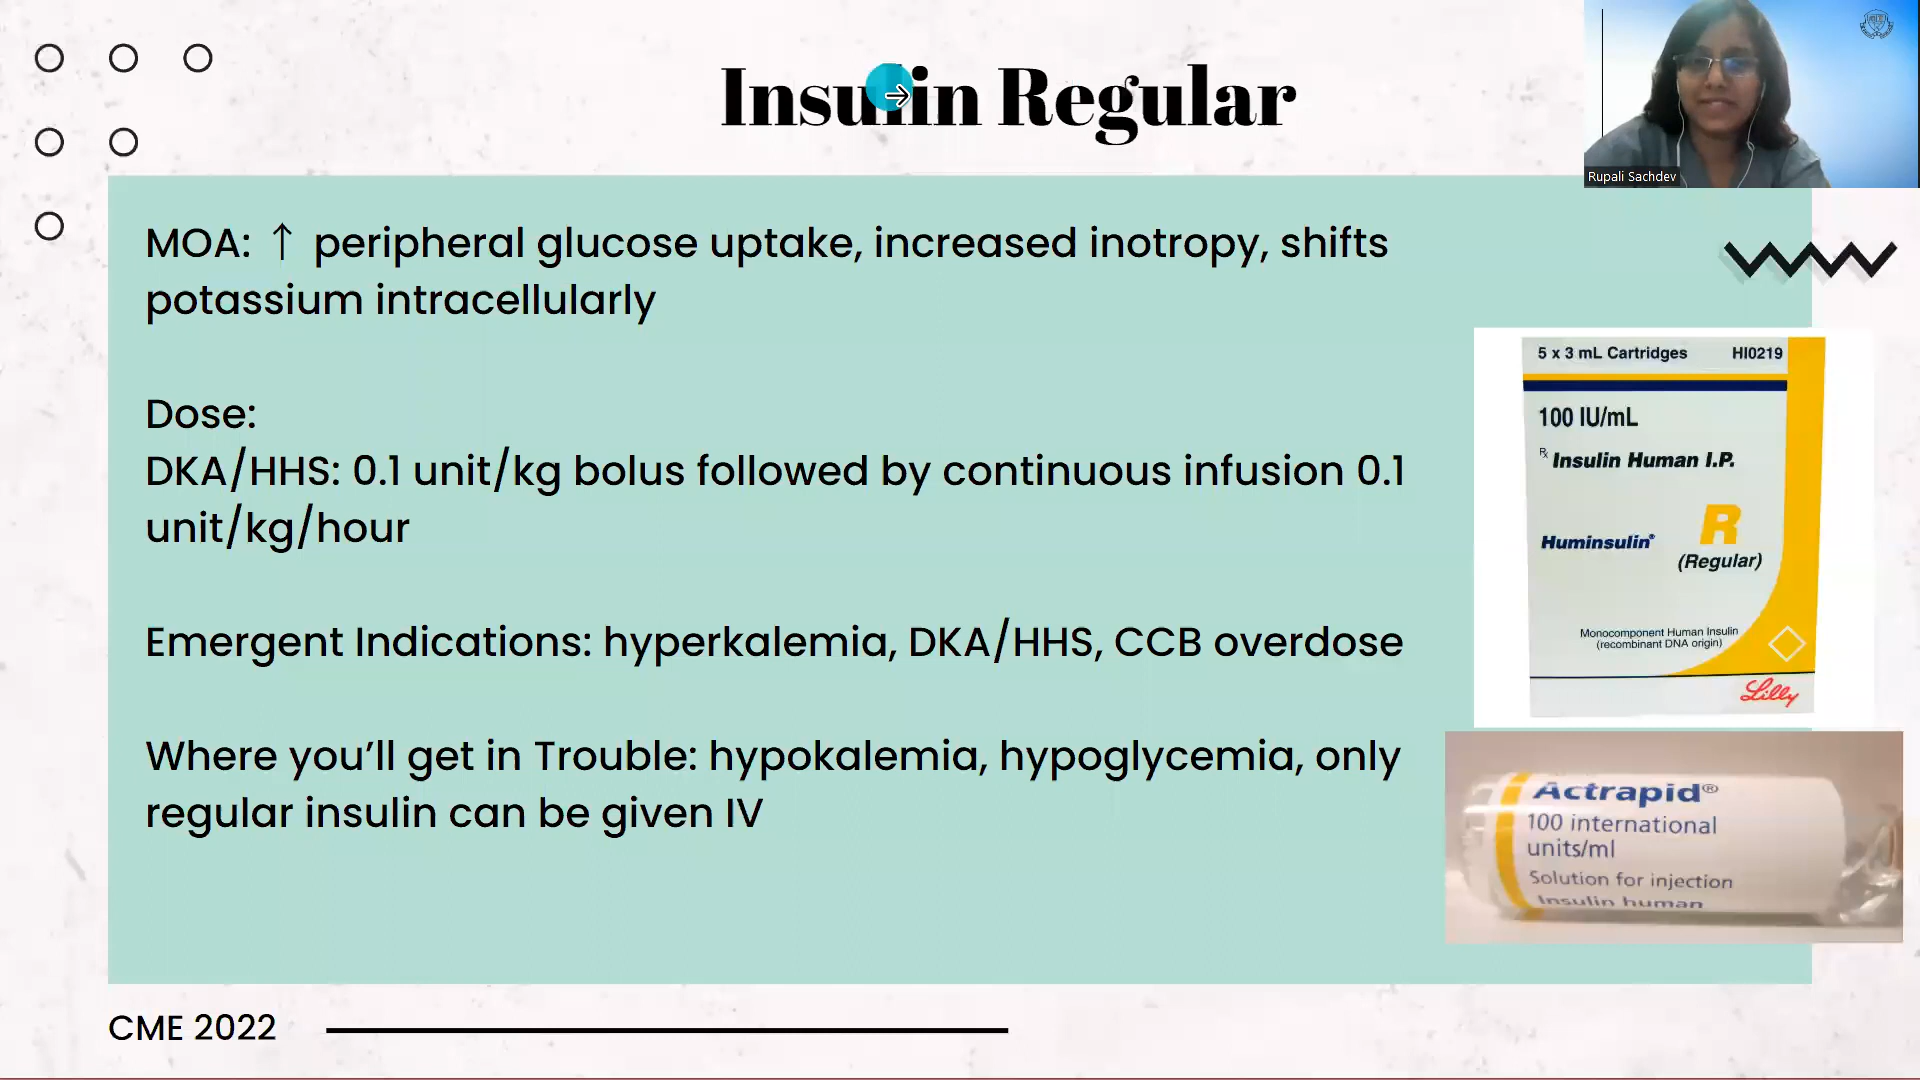 Insulin Regular
Rupali Sachdev
MOA: ↑ peripheral glucose uptake, increased inotropy, shifts
potassium intracellularly
Dose:
DKA/HHS: 0.1 unit/kg bolus followed by continuous infusion 0.1
unit/kg/hour
Emergent Indications: hyperkalemia, DKA/HHS, CCB overdose
Where you’ll get in Trouble: hypokalemia, hypoglycemia, only
regular insulin can be given IV
5 x 3 mL Cartridges HI0219
100 IU/mL
Rx Insulin Human I.P.
Huminsulin® R
(Regular)
Monocomponent Human Insulin
(recombinant DNA origin)
Lilly
Actrapid®
100 international
units/ml
Solution for injection
Insulin human
CME 2022